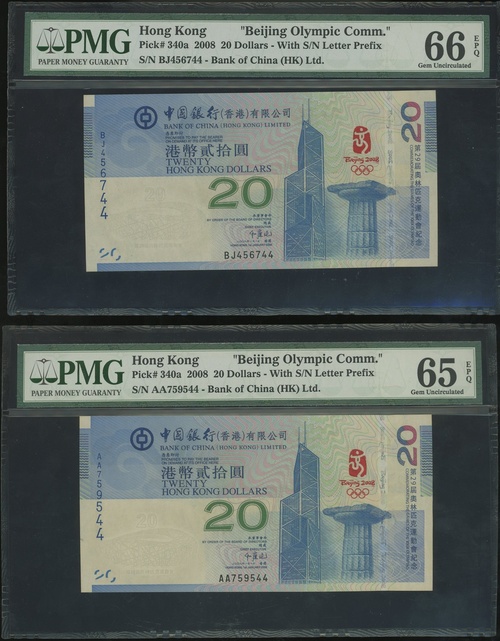 PMG
PAPER MONEY GUARANTY
Hong Kong "Beijing Olympic Comm."
Pick# 340a 2008 20 Dollars - With S/N Letter Prefix
S/N BJ456744 - Bank of China (HK) Ltd.
66 EPQ
Gem Uncirculated
中國銀行(香港)有限公司
BANK OF CHINA (HONG KONG) LIMITED
港幣貳拾圓
TWENTY
HONG KONG DOLLARS
20
BJ456744
BJ456744
Beijing 2008
20
第29屆奧林匹克運動會紀念
PMG
PAPER MONEY GUARANTY
Hong Kong "Beijing Olympic Comm."
Pick# 340a 2008 20 Dollars - With S/N Letter Prefix
S/N AA759544 - Bank of China (HK) Ltd.
65 EPQ
Gem Uncirculated
中國銀行(香港)有限公司
BANK OF CHINA (HONG KONG) LIMITED
港幣貳拾圓
TWENTY
HONG KONG DOLLARS
20
AA759544
AA759544
Beijing 2008
20
第29屆奧林匹克運動會紀念